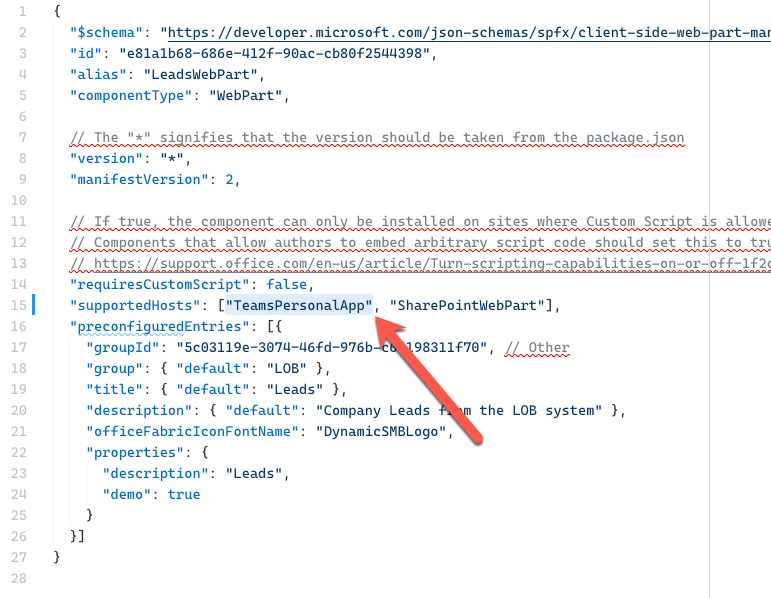 1 {
2 "$schema": "https://developer.microsoft.com/json-schemas/spfx/client-side-web-part-man
3 "id": "e81a1b68-686e-412f-90ac-cb80f2544398",
4 "alias": "LeadsWebPart",
5 "componentType": "WebPart",
6
7 // The "*" signifies that the version should be taken from the package.json
8 "version": "*",
9 "manifestVersion": 2,
10
11 // If true, the component can only be installed on sites where Custom Script is allowe
12 // Components that allow authors to embed arbitrary script code should set this to tru
13 // https://support.office.com/en-us/article/Turn-scripting-capabilities-on-or-off-1f2c
14 "requiresCustomScript": false,
15 "supportedHosts": ["TeamsPersonalApp", "SharePointWebPart"],
16 "preconfiguredEntries": [{
17 "groupId": "5c03119e-3074-46fd-976b-c 198311f70", // Other
18 "group": { "default": "LOB" },
19 "title": { "default": "Leads" },
20 "description": { "default": "Company Leads from the LOB system" },
21 "officeFabricIconFontName": "DynamicSMBLogo",
22 "properties": {
23 "description": "Leads",
24 "demo": true
25 }
26 }]
27 }
28